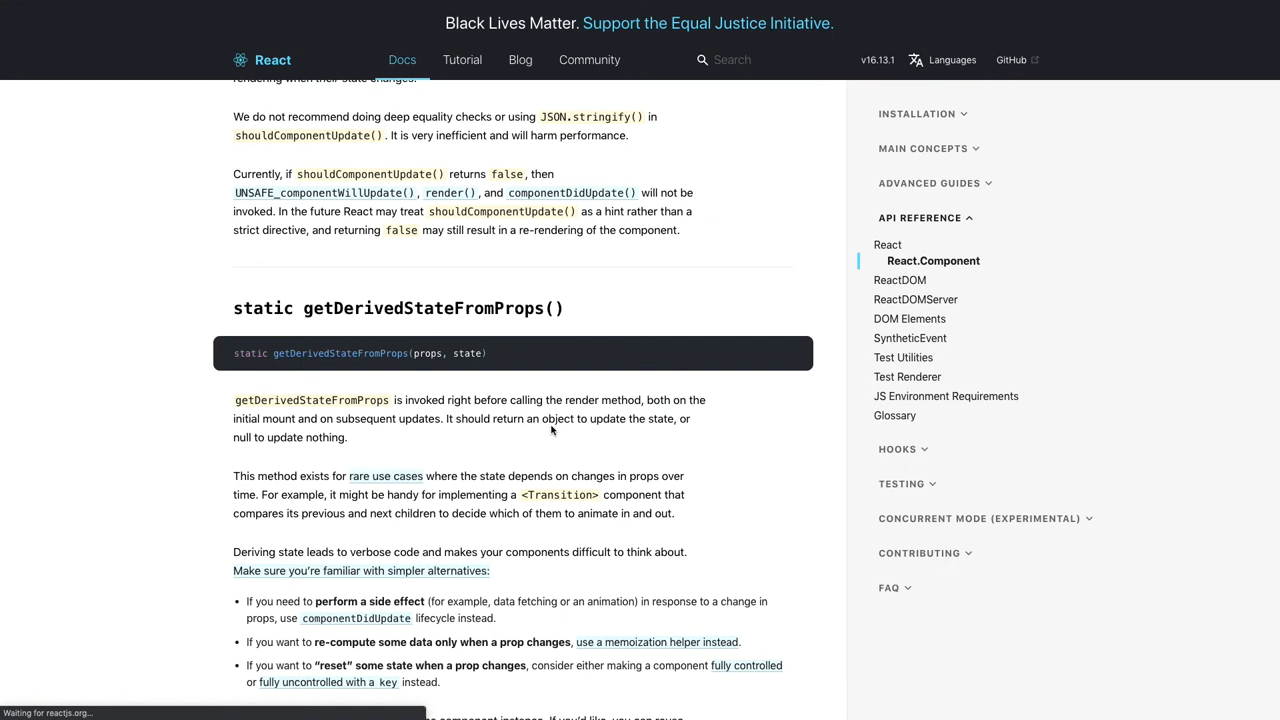 Black Lives Matter. Support the Equal Justice Initiative.
React
Docs
Tutorial
Blog
Community
Search
v16.13.1
Languages
GitHub
rendering when their state changes.
We do not recommend doing deep equality checks or using JSON.stringify() in
shouldComponentUpdate(). It is very inefficient and will harm performance.
Currently, if shouldComponentUpdate() returns false, then
UNSAFE_componentWillUpdate(), render(), and componentDidUpdate() will not be
invoked. In the future React may treat shouldComponentUpdate() as a hint rather than a
strict directive, and returning false may still result in a re-rendering of the component.
static getDerivedStateFromProps()
static getDerivedStateFromProps(props, state)
getDerivedStateFromProps is invoked right before calling the render method, both on the
initial mount and on subsequent updates. It should return an object to update the state, or
null to update nothing.
This method exists for rare use cases where the state depends on changes in props over
time. For example, it might be handy for implementing a <Transition> component that
compares its previous and next children to decide which of them to animate in and out.
Deriving state leads to verbose code and makes your components difficult to think about.
Make sure you're familiar with simpler alternatives:
• If you need to perform a side effect (for example, data fetching or an animation) in response to a change in
props, use componentDidUpdate lifecycle instead.
• If you want to re-compute some data only when a prop changes, use a memoization helper instead.
• If you want to “reset” some state when a prop changes, consider either making a component fully controlled
or fully uncontrolled with a key instead.
INSTALLATION
MAIN CONCEPTS
ADVANCED GUIDES
API REFERENCE
React
React.Component
ReactDOM
ReactDOMServer
DOM Elements
SyntheticEvent
Test Utilities
Test Renderer
JS Environment Requirements
Glossary
HOOKS
TESTING
CONCURRENT MODE (EXPERIMENTAL)
CONTRIBUTING
FAQ
Waiting for reactjs.org...